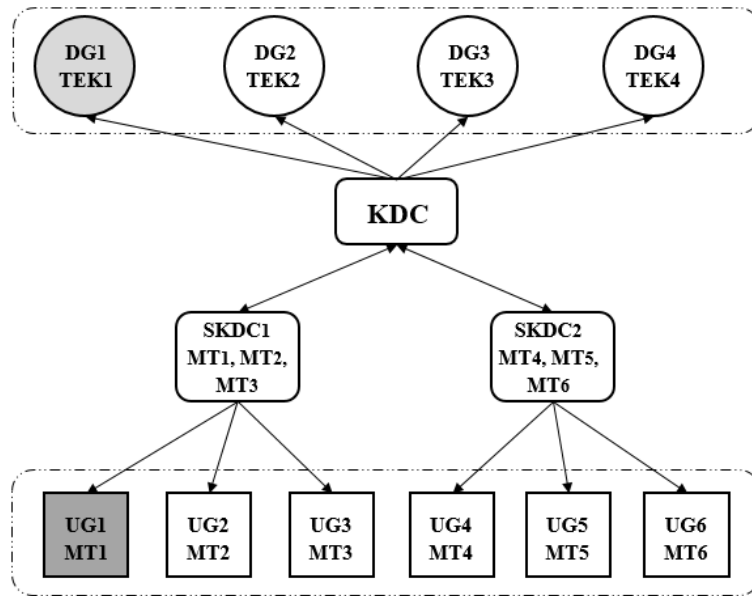 DG1
TEK1
DG2
TEK2
DG3
TEK3
DG4
TEK4
KDC
SKDC1
MT1, MT2,
MT3
SKDC2
MT4, MT5,
MT6
UG1
MT1
UG2
MT2
UG3
MT3
UG4
MT4
UG5
MT5
UG6
MT6